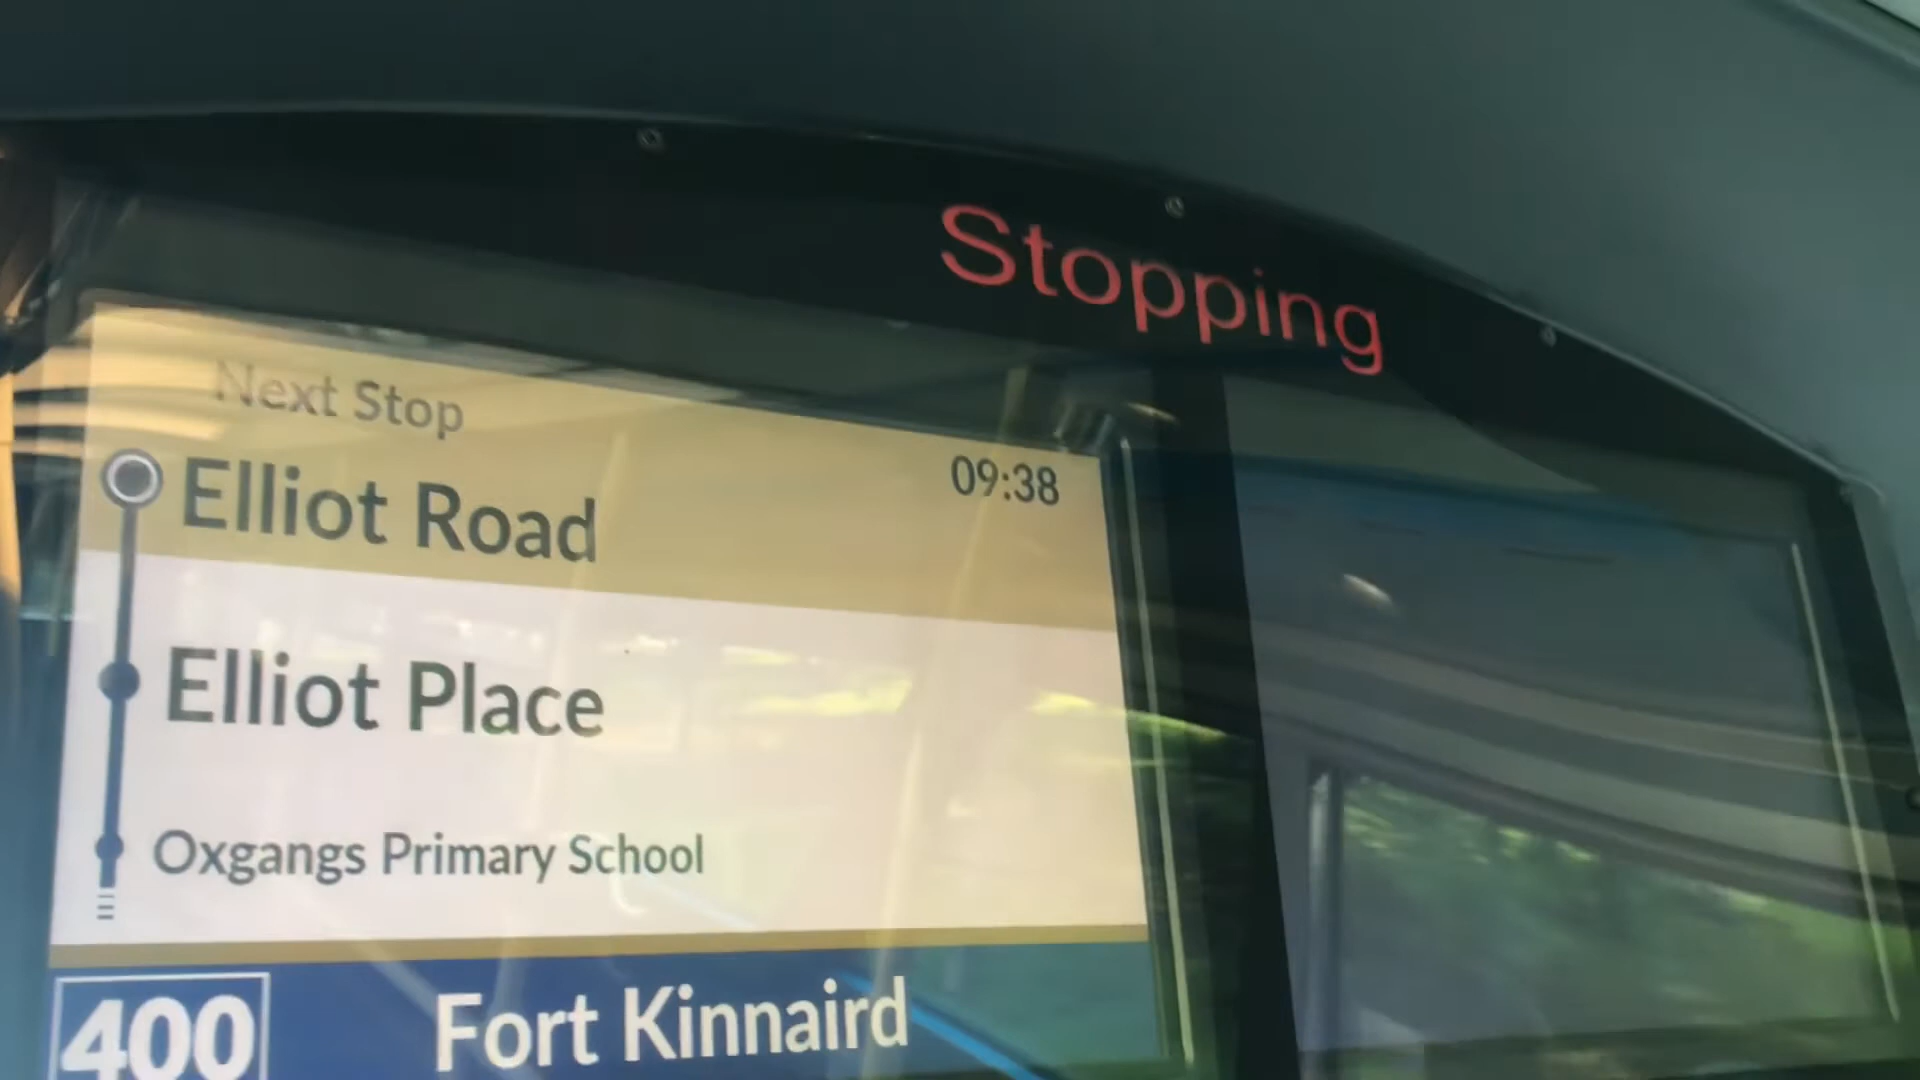 Stopping
Next Stop
09:38
Elliot Road
Elliot Place
Oxgangs Primary School
400 Fort Kinnaird